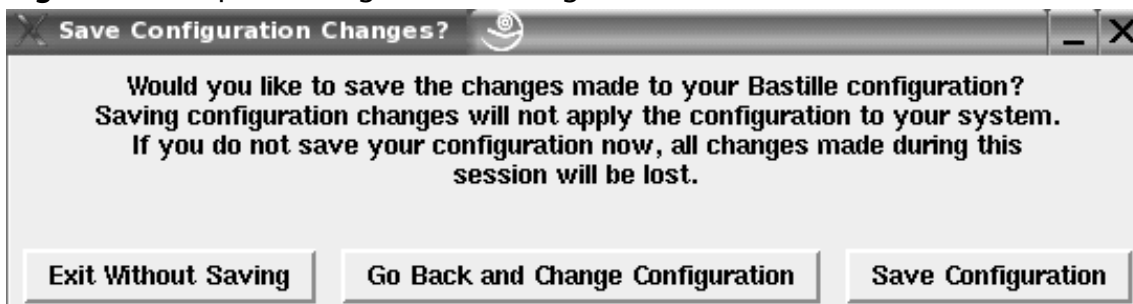 Save Configuration Changes?
Would you like to save the changes made to your Bastille configuration?
Saving configuration changes will not apply the configuration to your system.
If you do not save your configuration now, all changes made during this
session will be lost.
Exit Without Saving Go Back and Change Configuration Save Configuration